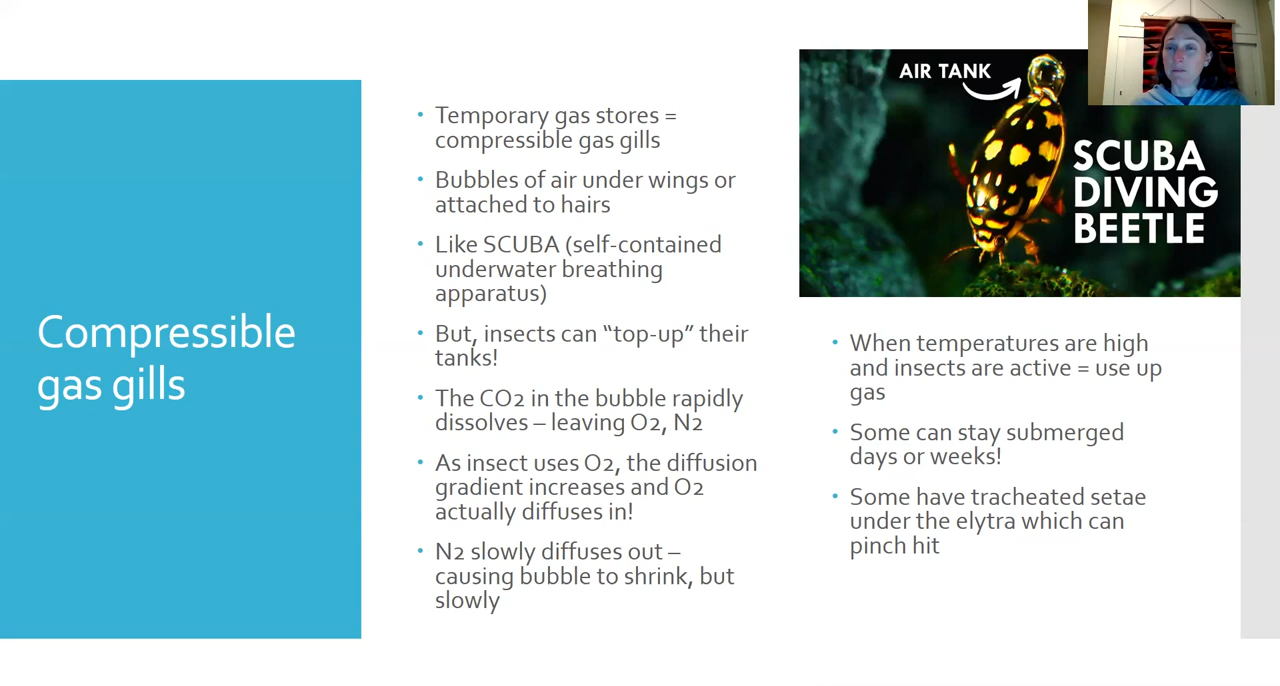 Compressible
gas gills
Temporary gas stores =
compressible gas gills
Bubbles of air under wings or
attached to hairs
Like SCUBA (self-contained
underwater breathing
apparatus)
But, insects can “top-up” their
tanks!
The CO2 in the bubble rapidly
dissolves – leaving O2, N2
As insect uses O2, the diffusion
gradient increases and O2
actually diffuses in!
N2 slowly diffuses out –
causing bubble to shrink, but
slowly
AIR TANK
SCUBA
DIVING
BEETLE
When temperatures are high
and insects are active = use up
gas
Some can stay submerged
days or weeks!
Some have tracheated setae
under the elytra which can
pinch hit